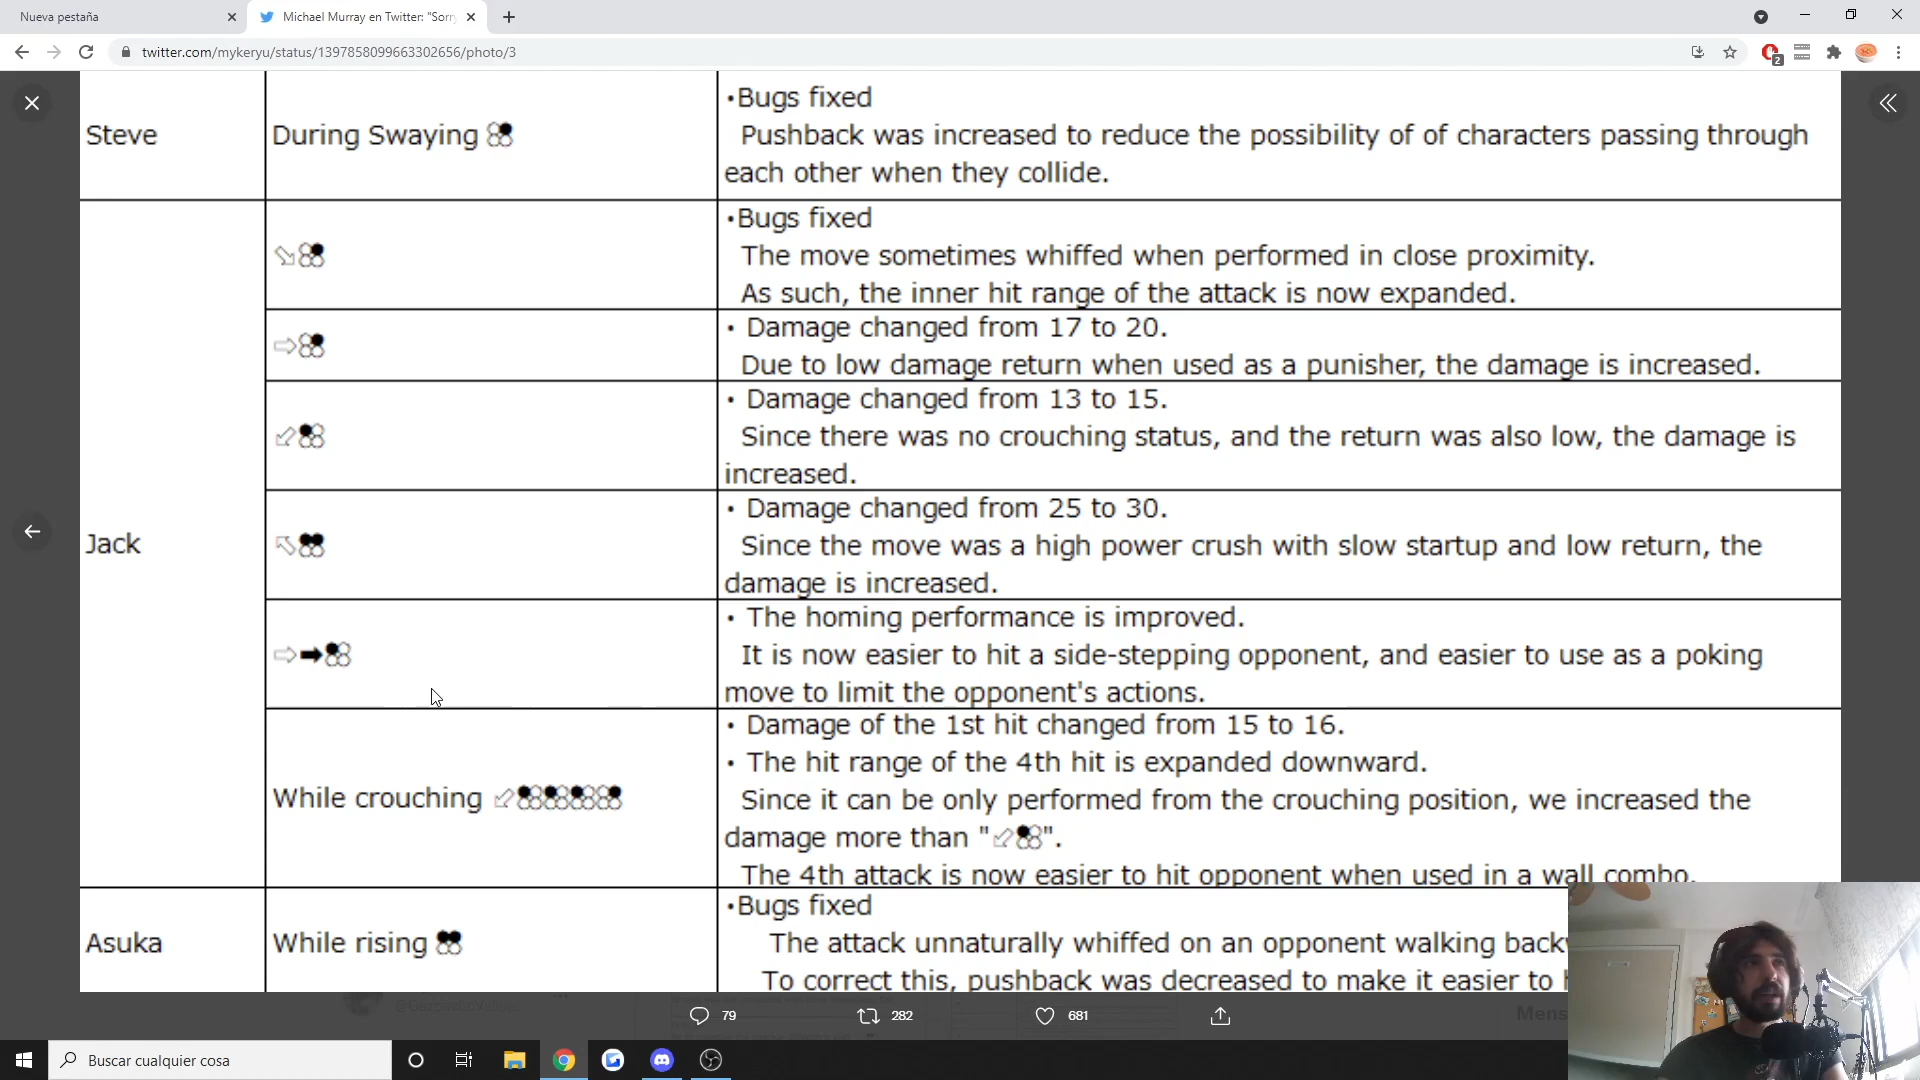 Nueva pestaña
Michael Murray en Twitter: "Sorry
twitter.com/mykeryu/status/1397858099663302656/photo/3
2
Steve
During Swaying
•Bugs fixed
Pushback was increased to reduce the possibility of of characters passing through
each other when they collide.
Jack
•Bugs fixed
The move sometimes whiffed when performed in close proximity.
As such, the inner hit range of the attack is now expanded.
• Damage changed from 17 to 20.
Due to low damage return when used as a punisher, the damage is increased.
• Damage changed from 13 to 15.
Since there was no crouching status, and the return was also low, the damage is
increased.
• Damage changed from 25 to 30.
Since the move was a high power crush with slow startup and low return, the
damage is increased.
• The homing performance is improved.
It is now easier to hit a side-stepping opponent, and easier to use as a poking
move to limit the opponent's actions.
While crouching
• Damage of the 1st hit changed from 15 to 16.
• The hit range of the 4th hit is expanded downward.
Since it can be only performed from the crouching position, we increased the
damage more than " ".
The 4th attack is now easier to hit opponent when used in a wall combo.
Asuka
While rising
•Bugs fixed
The attack unnaturally whiffed on an opponent walking back
To correct this, pushback was decreased to make it easier to
79
282
681
Mens
Buscar cualquier cosa